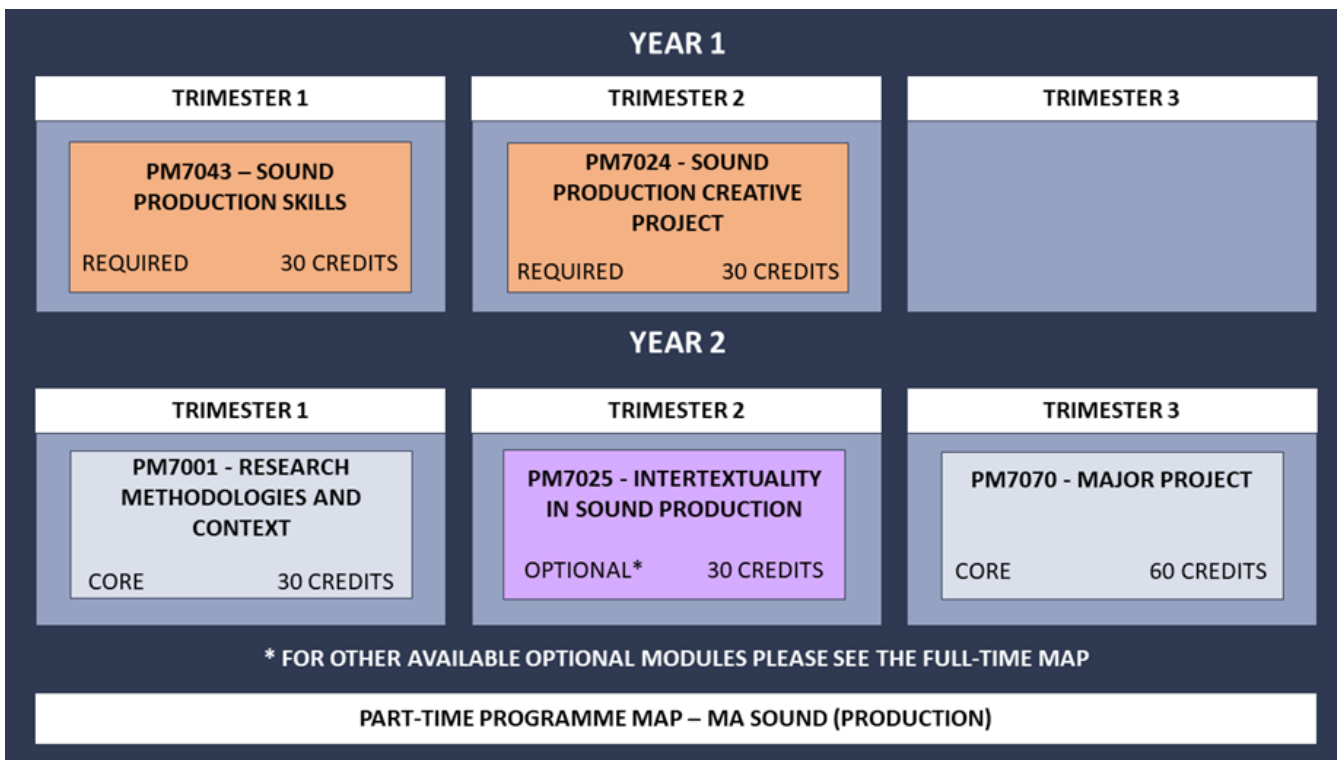 YEAR 1
TRIMESTER 1
TRIMESTER 2
TRIMESTER 3
PM7043 – SOUND
PRODUCTION SKILLS
REQUIRED 30 CREDITS
PM7024 - SOUND
PRODUCTION CREATIVE
PROJECT
REQUIRED 30 CREDITS
YEAR 2
TRIMESTER 1
TRIMESTER 2
TRIMESTER 3
PM7001 - RESEARCH
METHODOLOGIES AND
CONTEXT
CORE 30 CREDITS
PM7025 - INTERTEXTUALITY
IN SOUND PRODUCTION
OPTIONAL* 30 CREDITS
PM7070 - MAJOR PROJECT
CORE 60 CREDITS
* FOR OTHER AVAILABLE OPTIONAL MODULES PLEASE SEE THE FULL-TIME MAP
PART-TIME PROGRAMME MAP – MA SOUND (PRODUCTION)